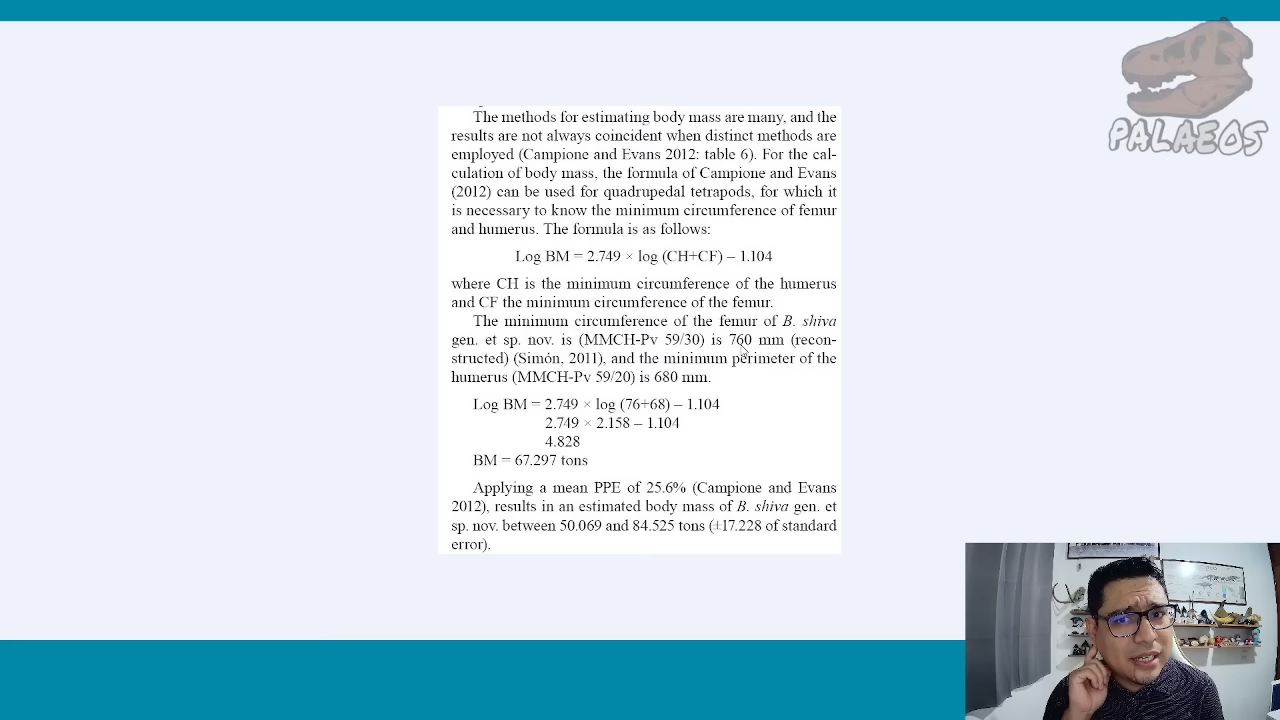 PALAEOS
The methods for estimating body mass are many, and the
results are not always coincident when distinct methods are
employed (Campione and Evans 2012: table 6). For the cal-
culation of body mass, the formula of Campione and Evans
(2012) can be used for quadrupedal tetrapods, for which it
is necessary to know the minimum circumference of femur
and humerus. The formula is as follows:
Log BM = 2.749 × log (CH+CF) – 1.104
where CH is the minimum circumference of the humerus
and CF the minimum circumference of the femur.
The minimum circumference of the femur of B. shiva
gen. et sp. nov. is (MMCH-Pv 59/30) is 760 mm (recon-
structed) (Simón, 2011), and the minimum perimeter of the
humerus (MMCH-Pv 59/20) is 680 mm.
Log BM = 2.749 × log (76+68) – 1.104
2.749 × 2.158 – 1.104
4.828
BM = 67.297 tons
Applying a mean PPE of 25.6% (Campione and Evans
2012), results in an estimated body mass of B. shiva gen. et
sp. nov. between 50.069 and 84.525 tons (±17.228 of standard
error).